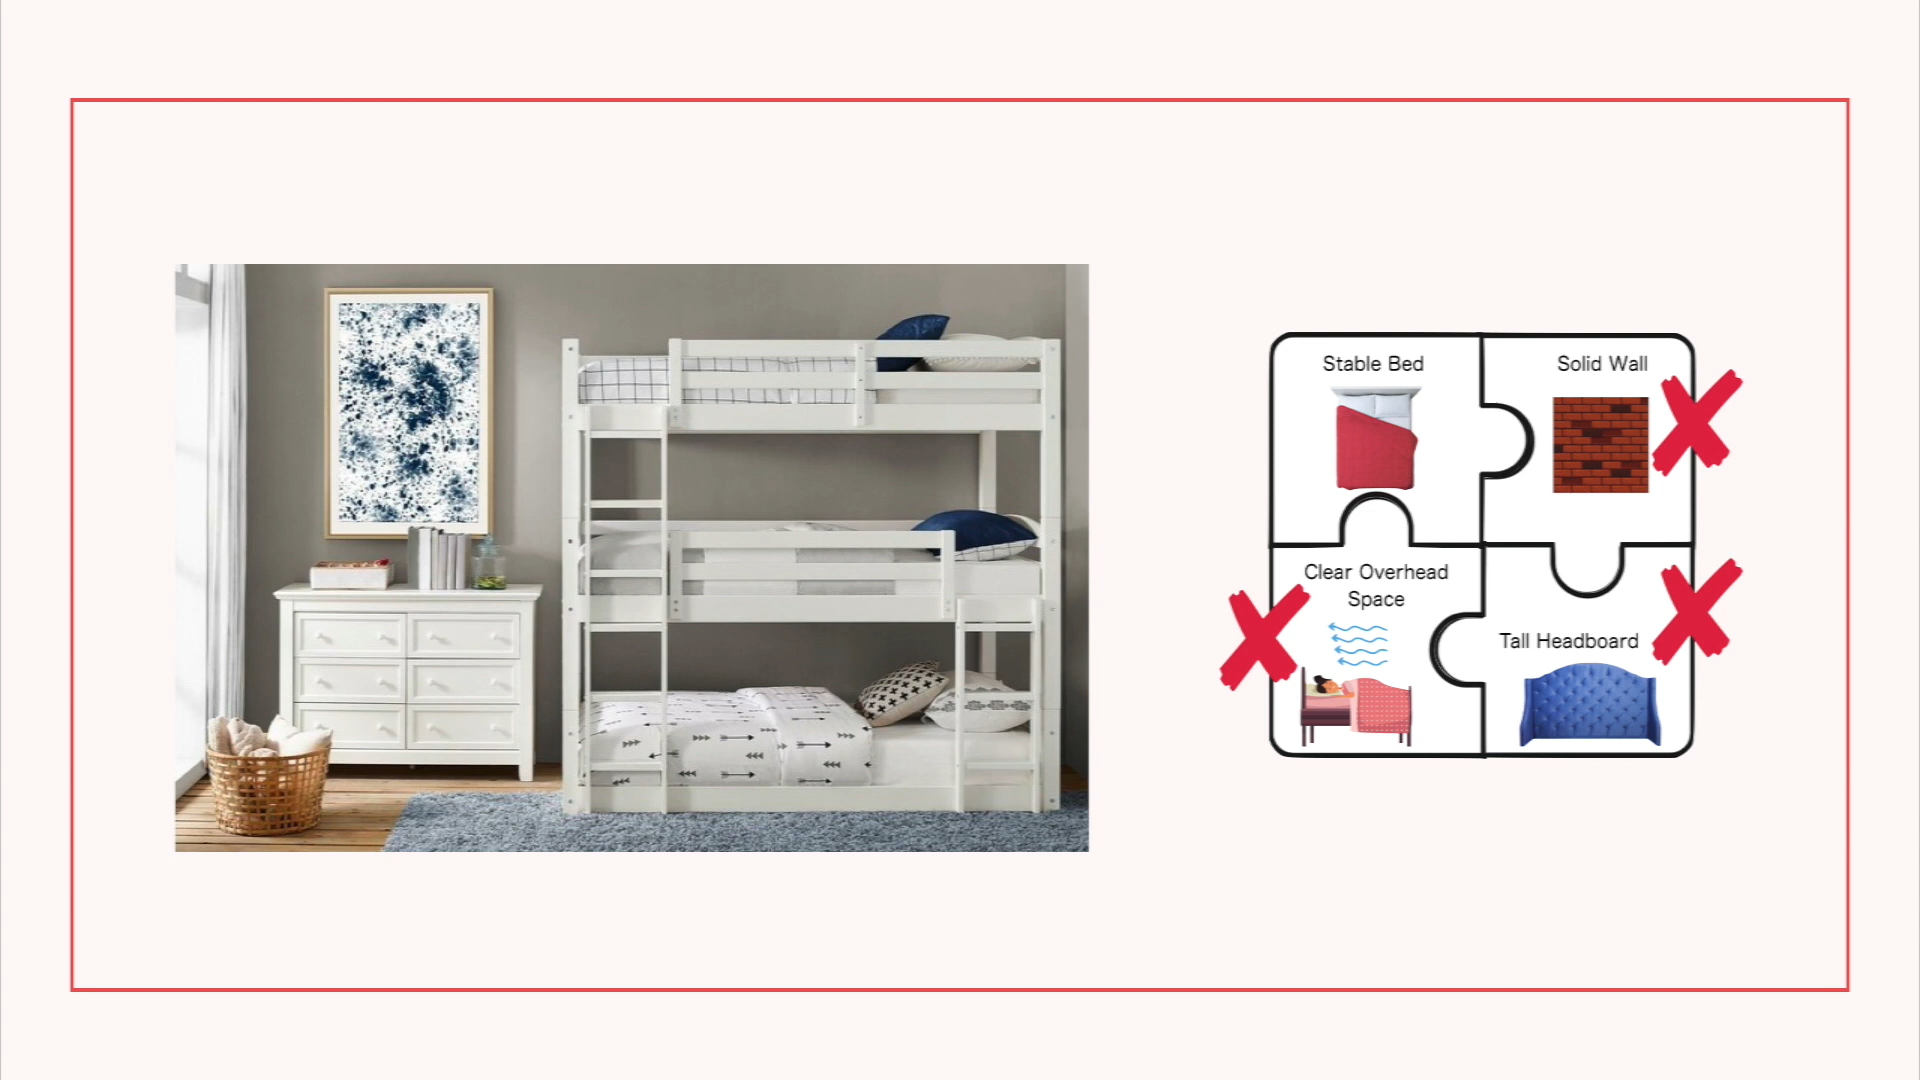 Stable Bed
Solid Wall
Clear Overhead
Space
Tall Headboard